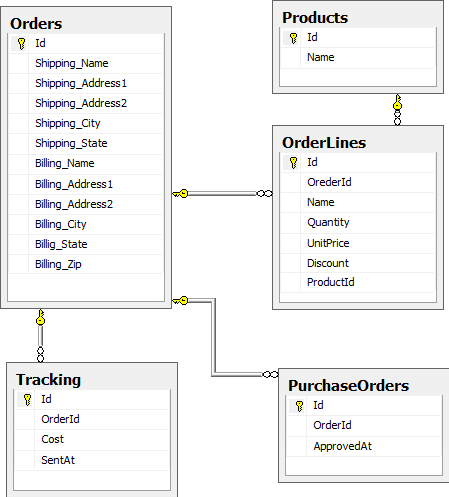 Orders
Id
Shipping_Name
Shipping_Address1
Shipping_Address2
Shipping_City
Shipping_State
Billing_Name
Billing_Address1
Billing_Address2
Billing_City
Billig_State
Billing_Zip
Products
Id
Name
OrderLines
Id
OrederId
Name
Quantity
UnitPrice
Discount
ProductId
Tracking
Id
OrderId
Cost
SentAt
PurchaseOrders
Id
OrderId
ApprovedAt